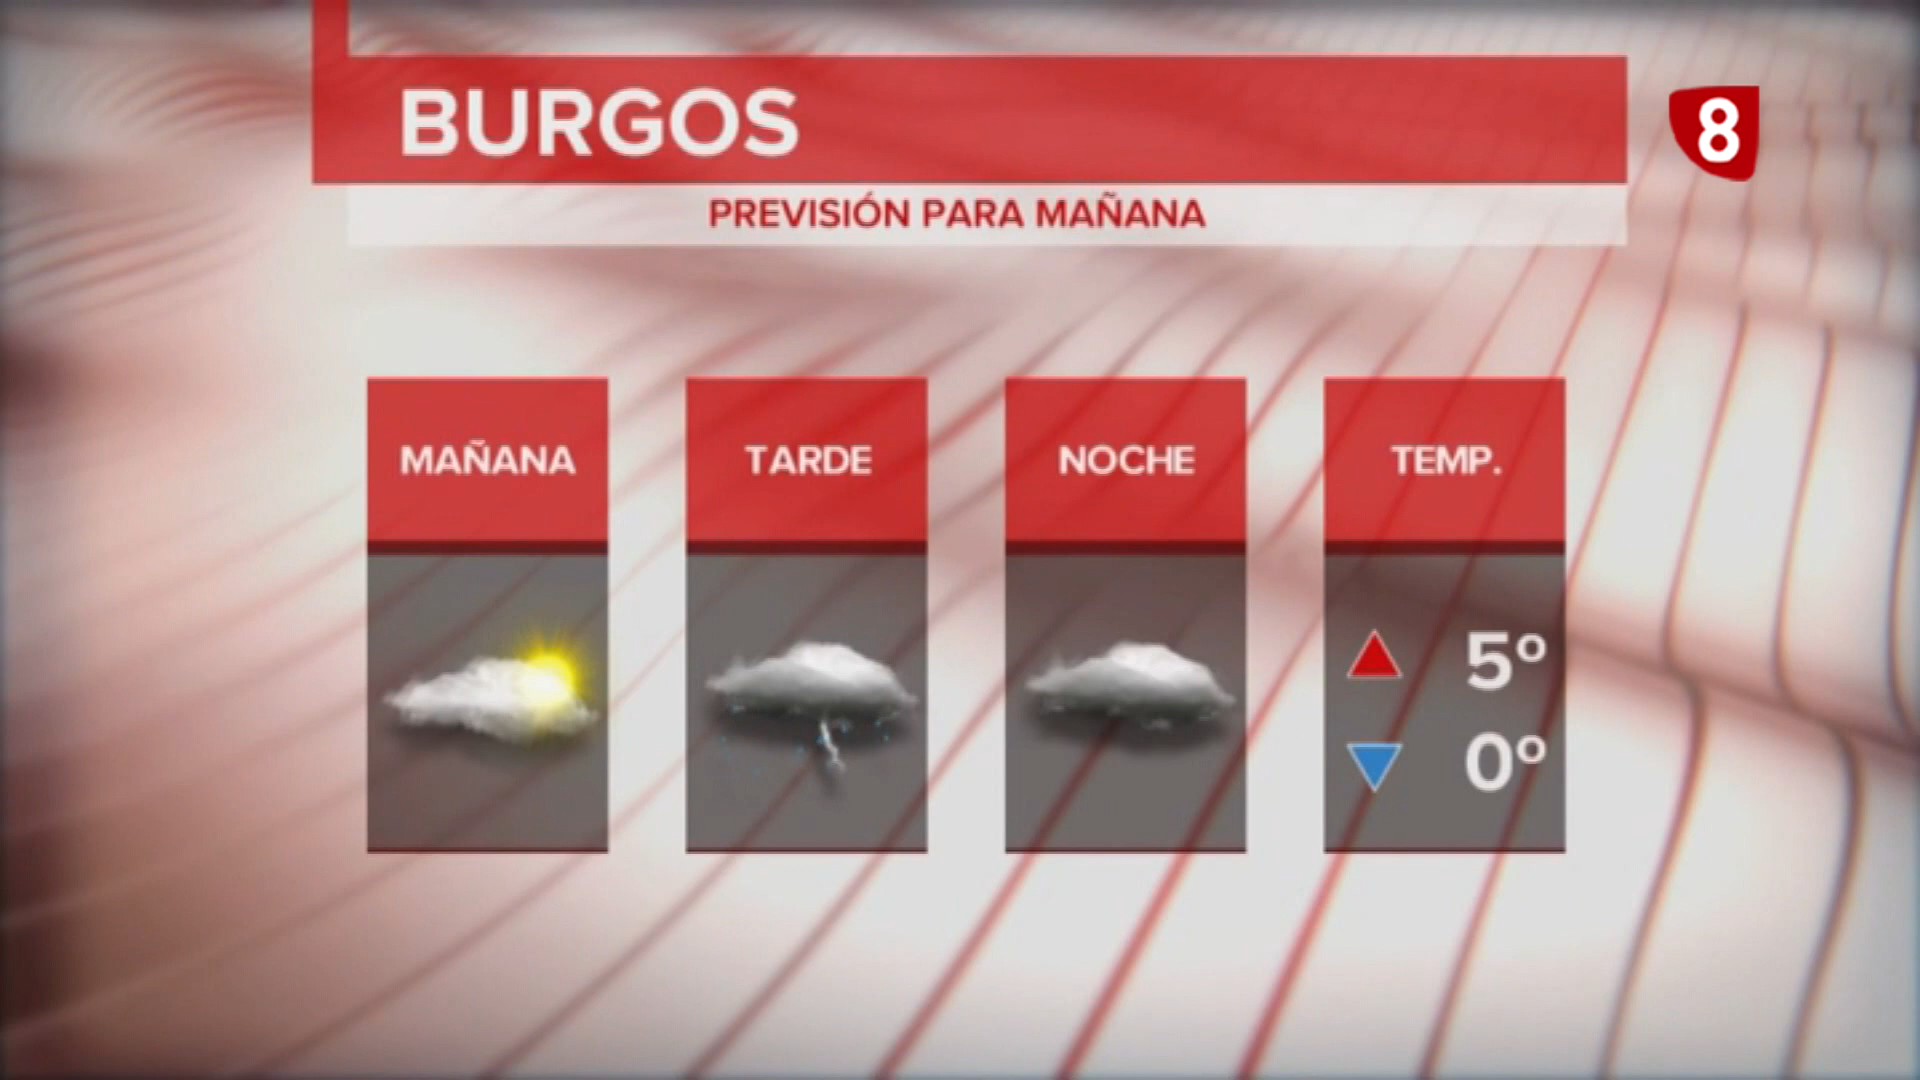 BURGOS
8
PREVISIÓN PARA MAÑANA
MAÑANA
TARDE
NOCHE
TEMP.
5º
0º